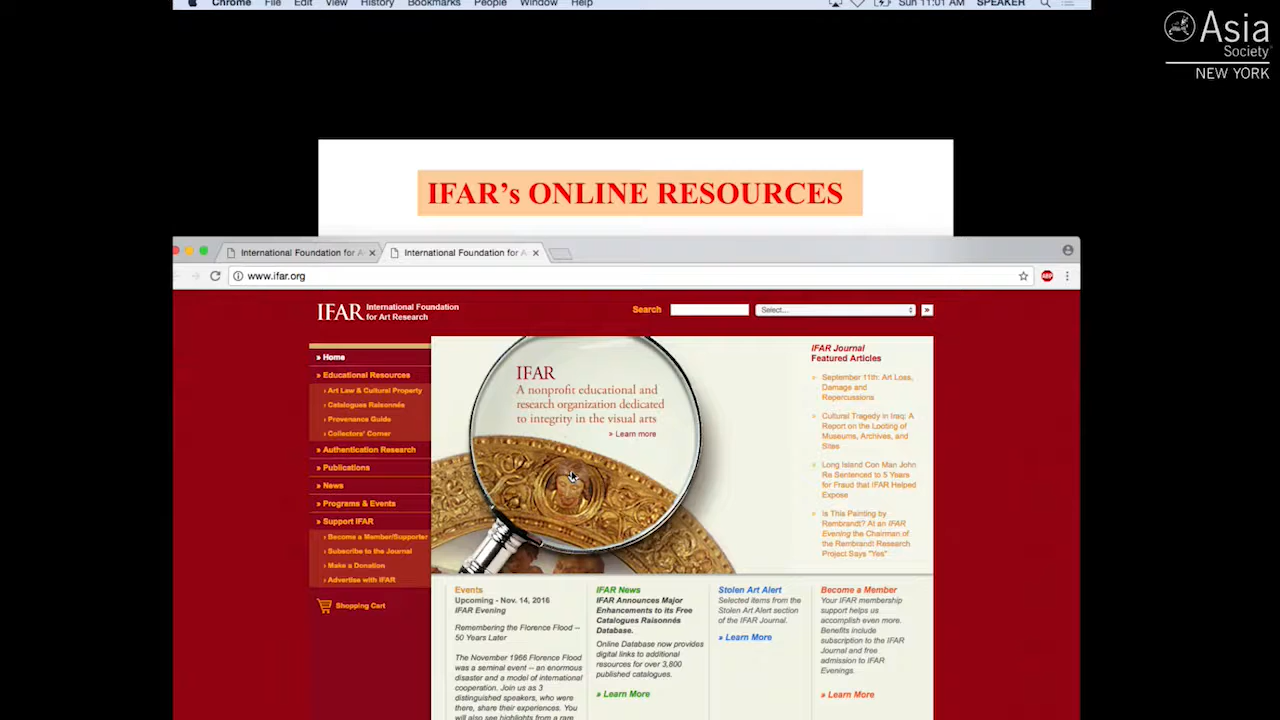 Chrome File Edit View History Bookmarks People Window Help Sun 11:01 AM SPEAKER
Asia
Society
NEW YORK
IFAR's ONLINE RESOURCES
International Foundation for A
International Foundation for A
www.ifar.org
ABP
IFAR International Foundation
for Art Research
Search
Select...
»
» Home
» Educational Resources
› Art Law & Cultural Property
› Catalogues Raisonnés
› Provenance Guide
› Collectors' Corner
» Authentication Research
» Publications
» News
» Programs & Events
» Support IFAR
› Become a Member/Supporter
› Subscribe to the Journal
› Make a Donation
› Advertise with IFAR
Shopping Cart
IFAR
A nonprofit educational and
research organization dedicated
to integrity in the visual arts
» Learn more
IFAR Journal
Featured Articles
September 11th: Art Loss,
Damage and
Repercussions
Cultural Tragedy in Iraq: A
Report on the Looting of
Museums, Archives, and
Sites
Long Island Con Man John
Re Sentenced to 5 Years
for Fraud that IFAR Helped
Expose
Is This Painting by
Rembrandt? At an IFAR
Evening the Chairman of
the Rembrandt Research
Project Says "Yes"
Events
Upcoming - Nov. 14, 2016
IFAR Evening
Remembering the Florence Flood --
50 Years Later
The November 1966 Florence Flood
was a seminal event -- an enormous
disaster and a model of international
cooperation. Join us as 3
distinguished speakers, who were
there, share their experiences. You
will also see highlights from a rare
IFAR News
IFAR Announces Major
Enhancements to its Free
Catalogues Raisonnés
Database.
Online Database now provides
digital links to additional
resources for over 3,800
published catalogues.
» Learn More
Stolen Art Alert
Selected items from the
Stolen Art Alert section
of the IFAR Journal.
» Learn More
Become a Member
Your IFAR membership
support helps us
accomplish even more.
Benefits include
subscription to the IFAR
Journal and free
admission to IFAR
Evenings.
» Learn More